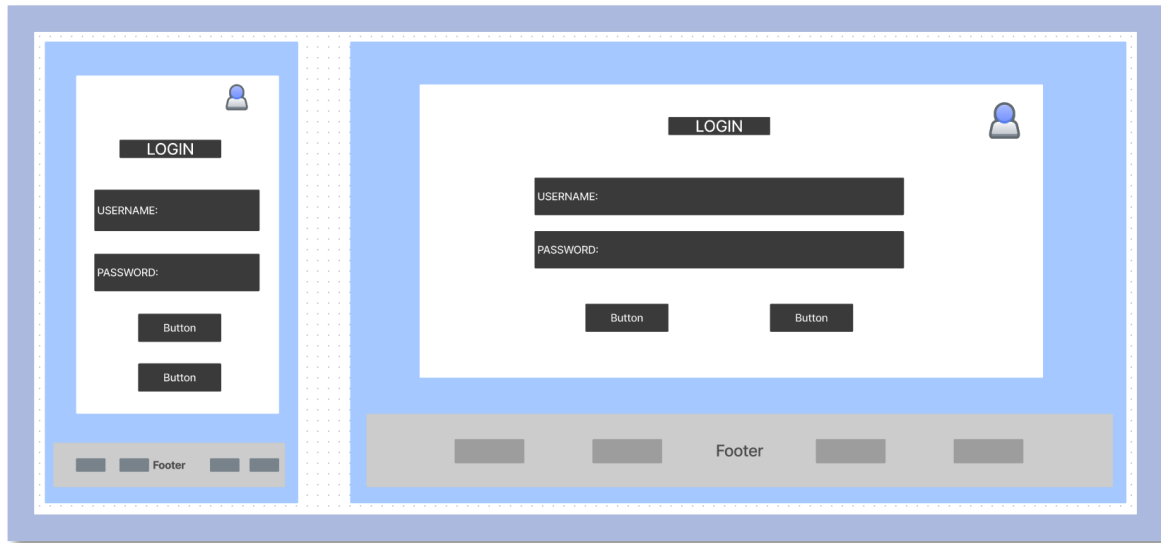 LOGIN
USERNAME:
PASSWORD:
Button
Button
Footer
LOGIN
USERNAME:
PASSWORD:
Button Button
Footer